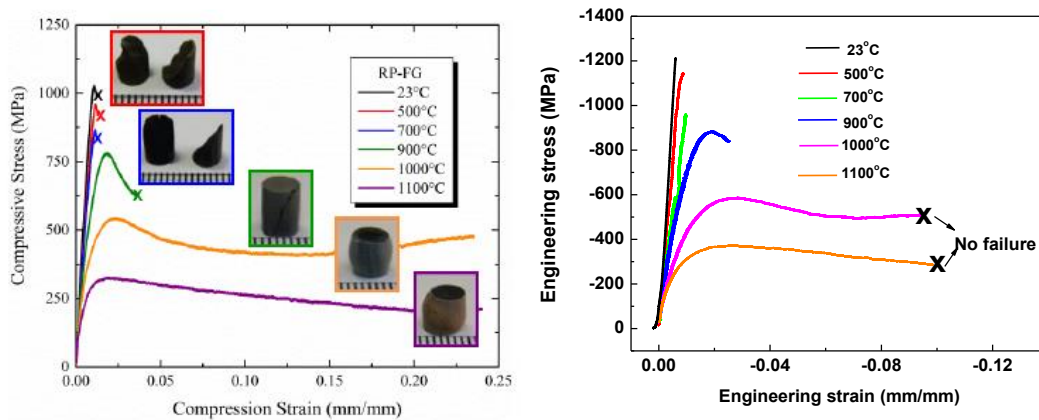 1250
1000
750
500
250
0
0.00
0.05
0.10
0.15
0.20
0.25
Compressive Stress (MPa)
Compression Strain (mm/mm)
RP-FG
23°C
500°C
700°C
900°C
1000°C
1100°C
X
X
X
X
-1400
-1200
-1000
-800
-600
-400
-200
0
0.00
-0.04
-0.08
-0.12
Engineering stress (MPa)
Engineering strain (mm/mm)
23°C
500°C
700°C
900°C
1000°C
1100°C
X
No failure
X